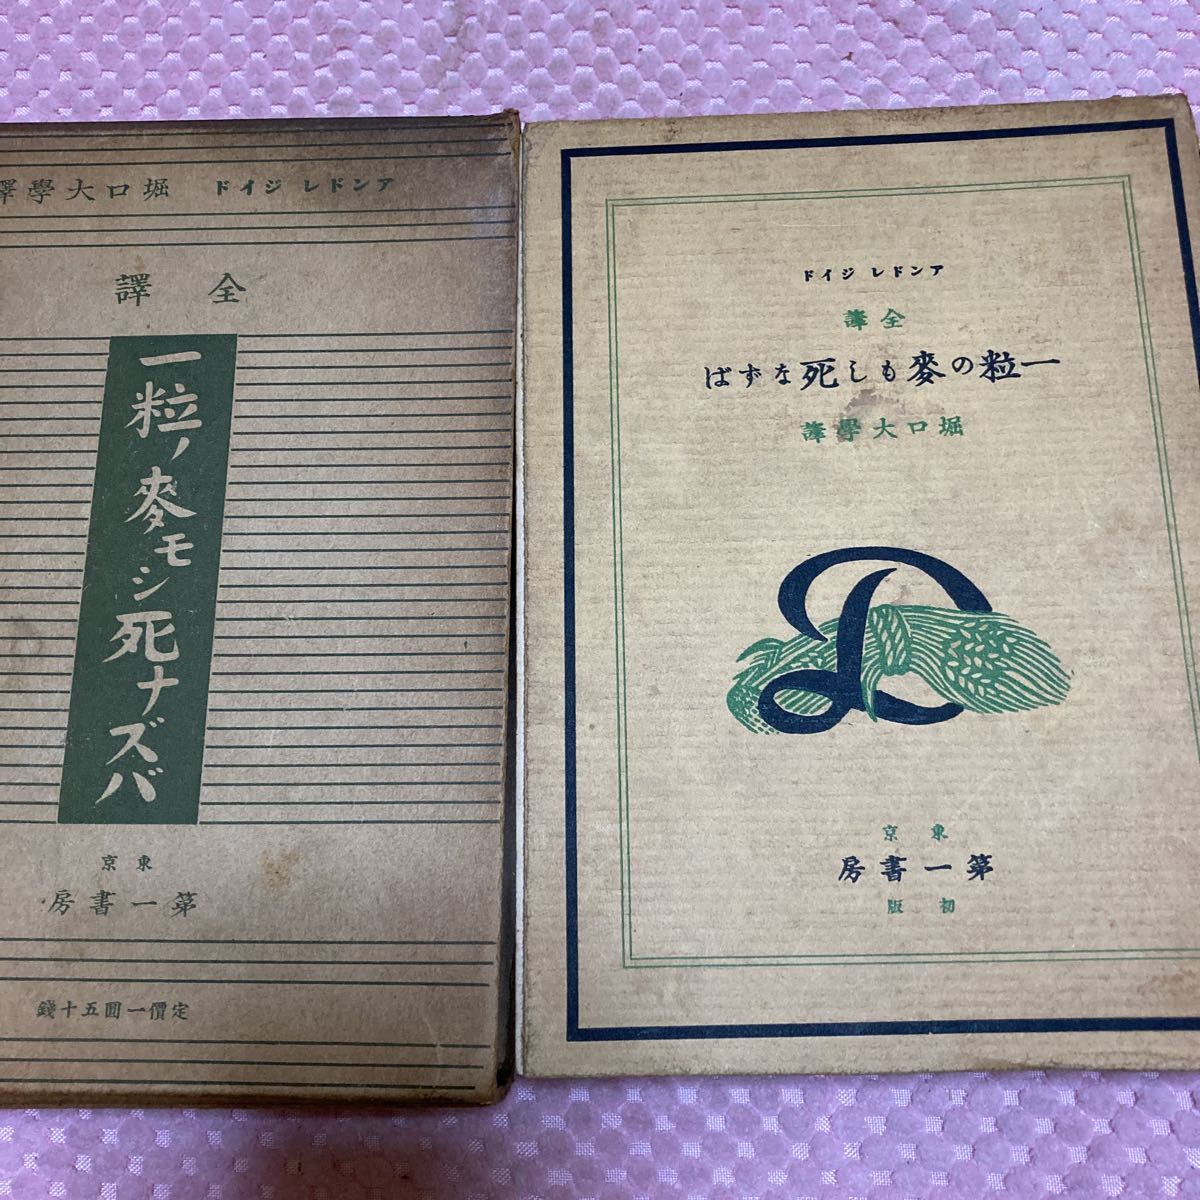 アンドレ ジイド 堀口大學譯
全譯
一粒ノ麥モシ死ナズバ
東京
第一書房
定價一圓五十錢
アンドレ ジイド
全譯
一粒の麥もし死なずば
堀口大學譯
D
東京
第一書房
初版